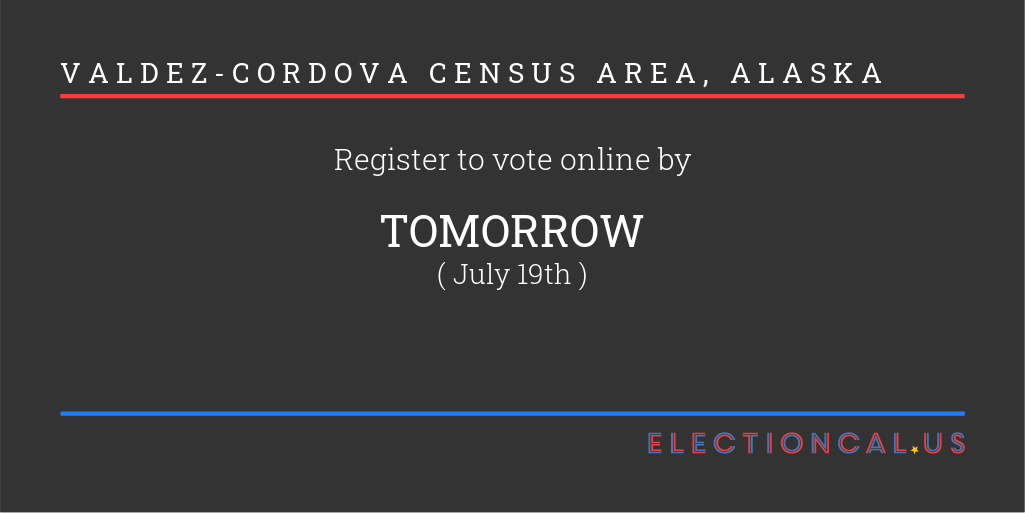 VALDEZ-CORDOVA CENSUS AREA, ALASKA
Register to vote online by
TOMORROW
( July 19th )
ELECTIONCAL.US